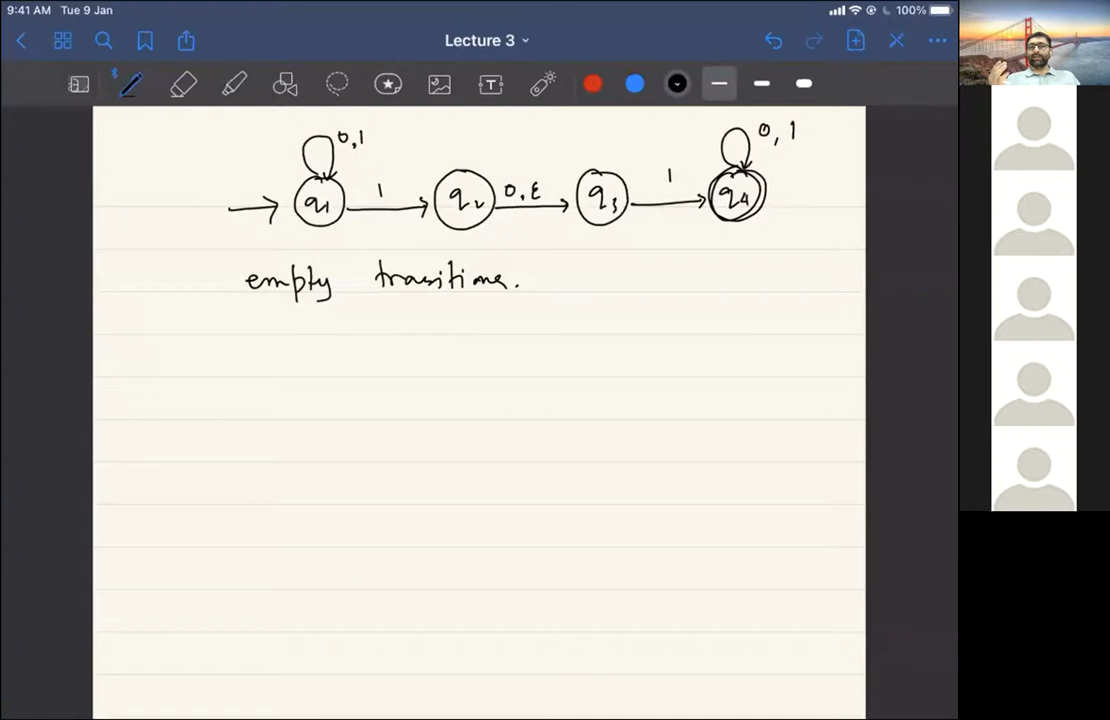 9:41 AM Tue 9 Jan 100%
Lecture 3
T
0,1 0, 1
q1 1 q2 0, ε q3 1 q4
empty transitions.